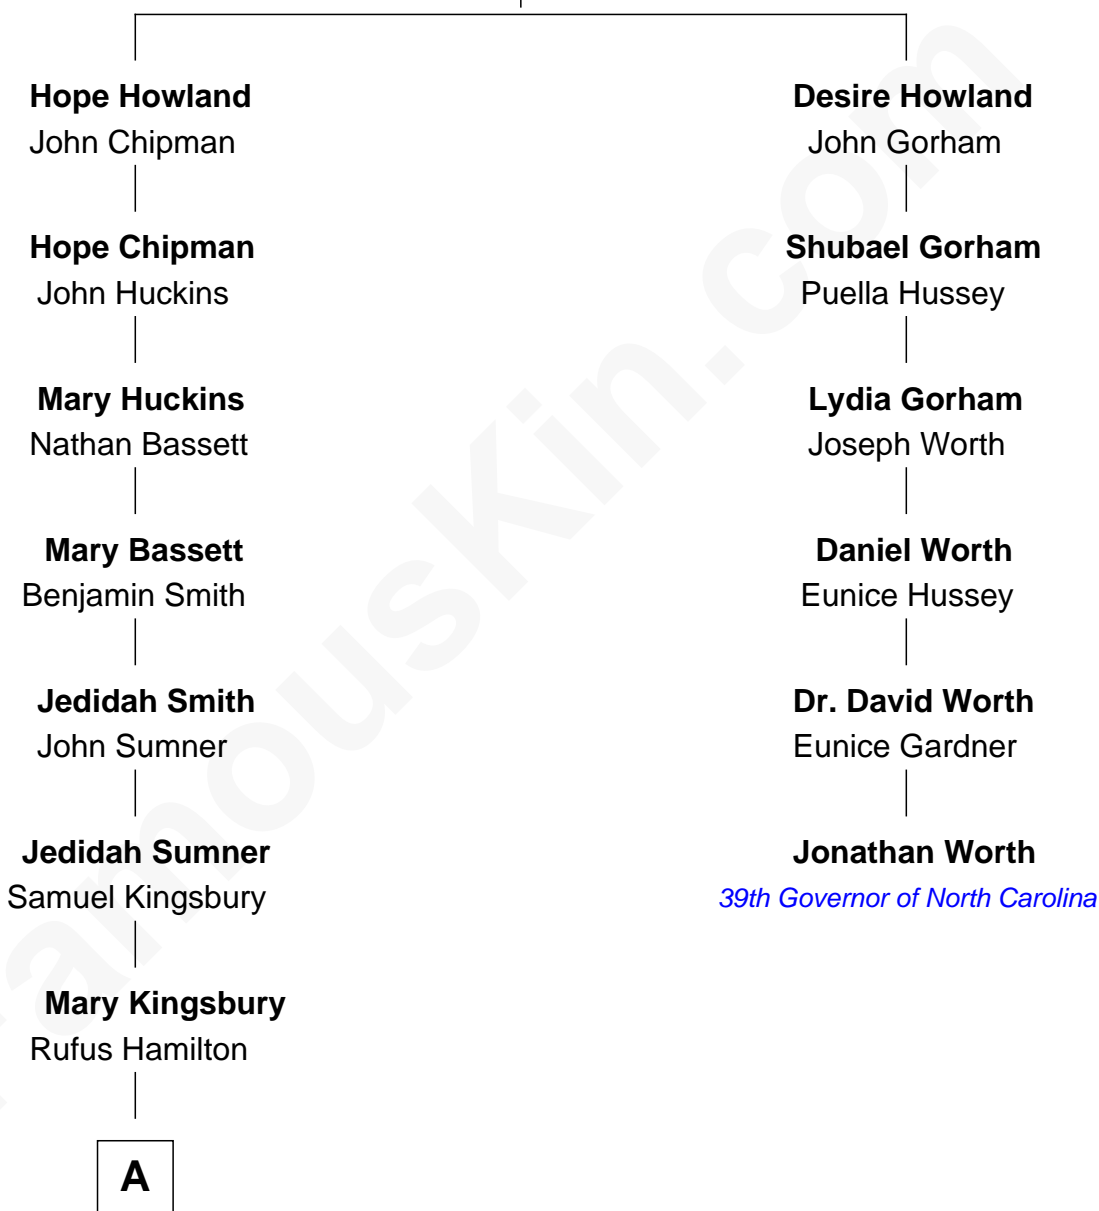 Hope Howland
John Chipman
Desire Howland
John Gorham
Hope Chipman
John Huckins
Shubael Gorham
Puella Hussey
Mary Huckins
Nathan Bassett
Lydia Gorham
Joseph Worth
Mary Bassett
Benjamin Smith
Daniel Worth
Eunice Hussey
Jedidah Smith
John Sumner
Dr. David Worth
Eunice Gardner
Jedidah Sumner
Samuel Kingsbury
Jonathan Worth
39th Governor of North Carolina
Mary Kingsbury
Rufus Hamilton
A
FamousKin.com